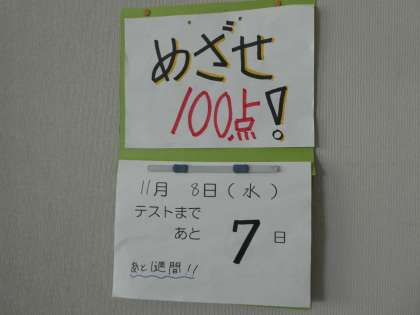 めざせ
100点!
11月 8日(水)
テストまで
あと 7日
あと1週間!!